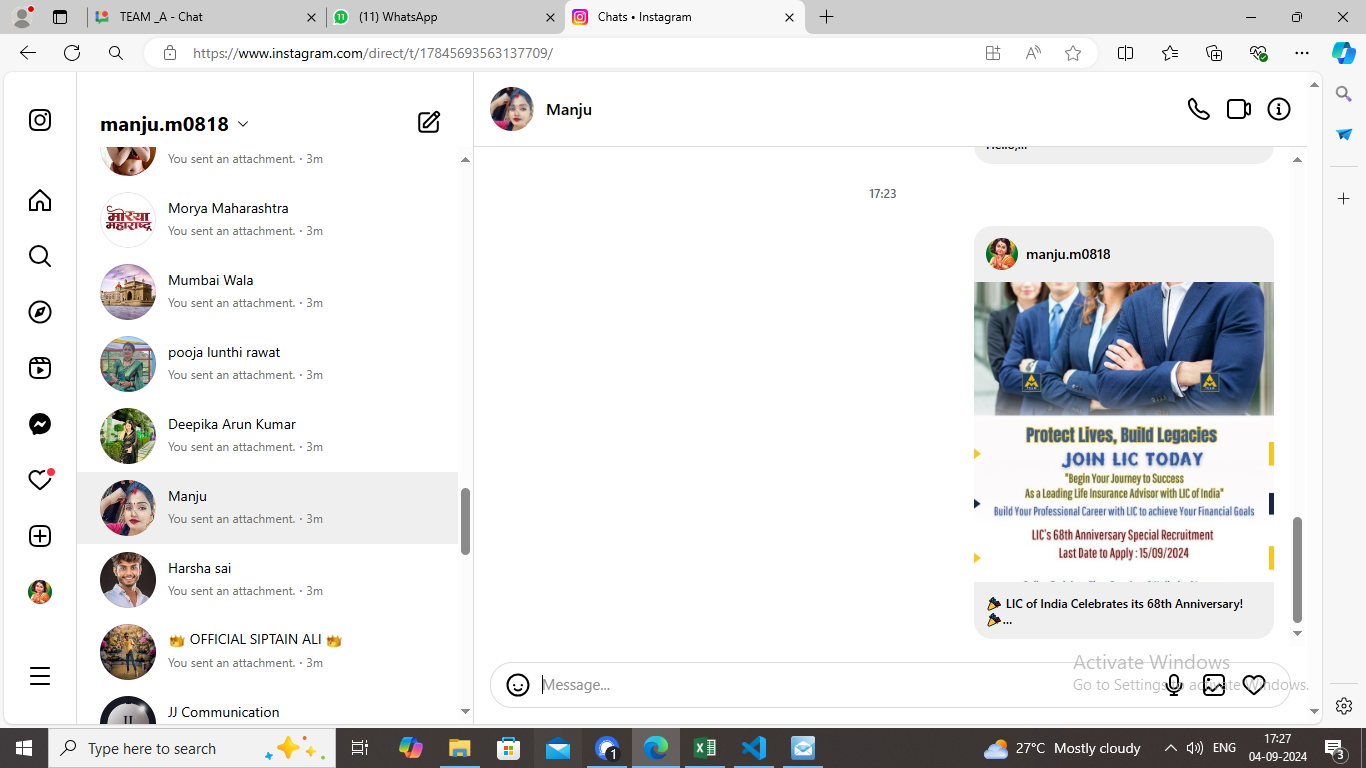 TEAM _A - Chat
(11) WhatsApp
Chats • Instagram
https://www.instagram.com/direct/t/17845693563137709/
manju.m0818
You sent an attachment. · 3m
Morya Maharashtra
You sent an attachment. · 3m
मोरया
महाराष्ट्र
Mumbai Wala
You sent an attachment. · 3m
pooja lunthi rawat
You sent an attachment. · 3m
Deepika Arun Kumar
You sent an attachment. · 3m
Manju
You sent an attachment. · 3m
Harsha sai
You sent an attachment. · 3m
👑 OFFICIAL SIPTAIN ALI 👑
You sent an attachment. · 3m
JJ Communication
JJ
Manju
Hello,...
17:23
manju.m0818
Protect Lives, Build Legacies
JOIN LIC TODAY
"Begin Your Journey to Success
As a Leading Life Insurance Advisor with LIC of India"
Build Your Professional Career with LIC to achieve Your Financial Goals
LIC's 68th Anniversary Special Recruitment
Last Date to Apply : 15/09/2024
🎉 LIC of India Celebrates its 68th Anniversary!
🎉...
Message...
Activate Windows
Go to Settings to activate Windows.
Type here to search
27°C Mostly cloudy
ENG
17:27
04-09-2024
3